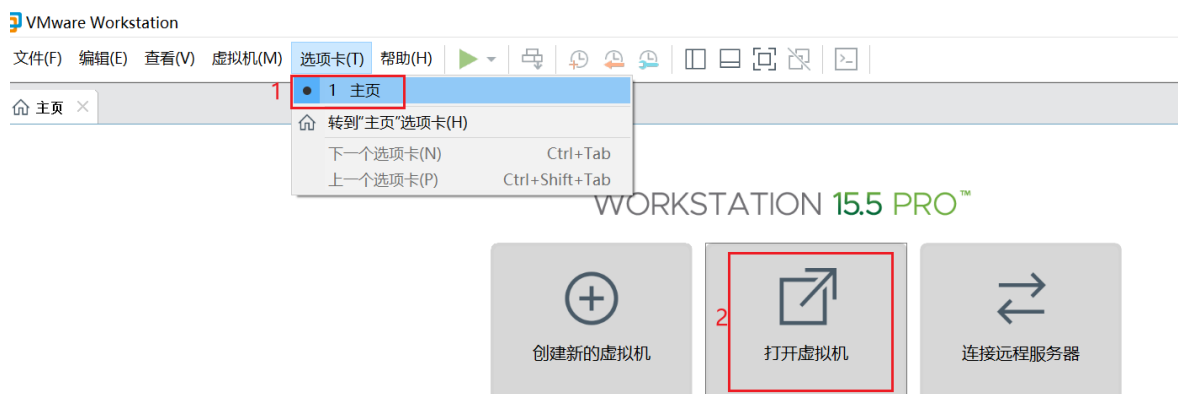 VMware Workstation
文件(F) 编辑(E) 查看(V) 虚拟机(M) 选项卡(T) 帮助(H)
1
1 主页
主页
转到“主页”选项卡(H)
下一个选项卡(N) Ctrl+Tab
上一个选项卡(P) Ctrl+Shift+Tab
WORKSTATION 15.5 PRO™
2
创建新的虚拟机 打开虚拟机 连接远程服务器